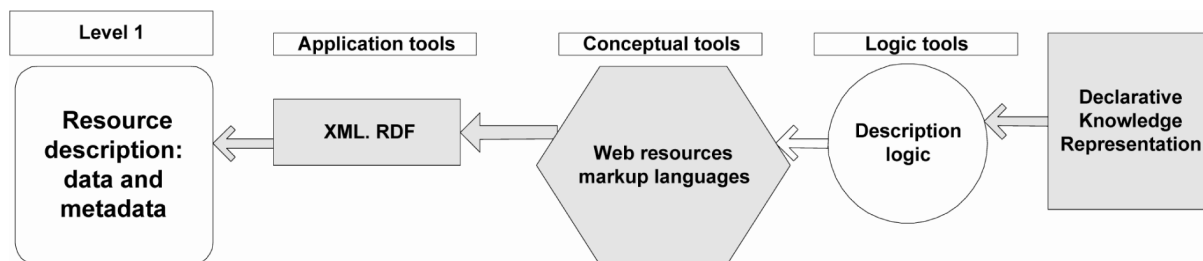 Level 1
Application tools
Conceptual tools
Logic tools
Resource
description:
data and
metadata
XML. RDF
Web resources
markup languages
Description
logic
Declarative
Knowledge
Representation